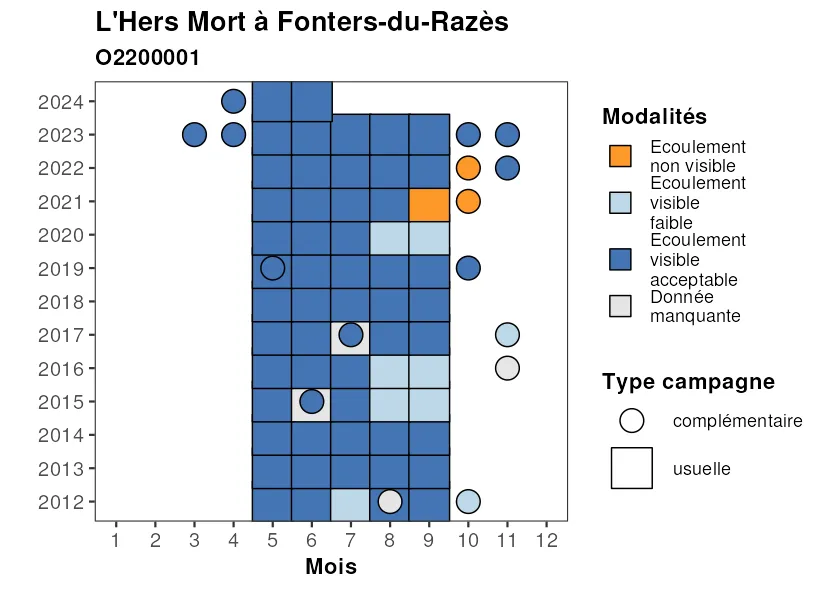 L'Hers Mort à Fonters-du-Razès
O2200001
2024
2023
2022
2021
2020
2019
2018
2017
2016
2015
2014
2013
2012
1 2 3 4 5 6 7 8 9 10 11 12
Mois
Modalités
Ecoulement
non visible
Ecoulement
visible
faible
Ecoulement
visible
acceptable
Donnée
manquante
Type campagne
complémentaire
usuelle